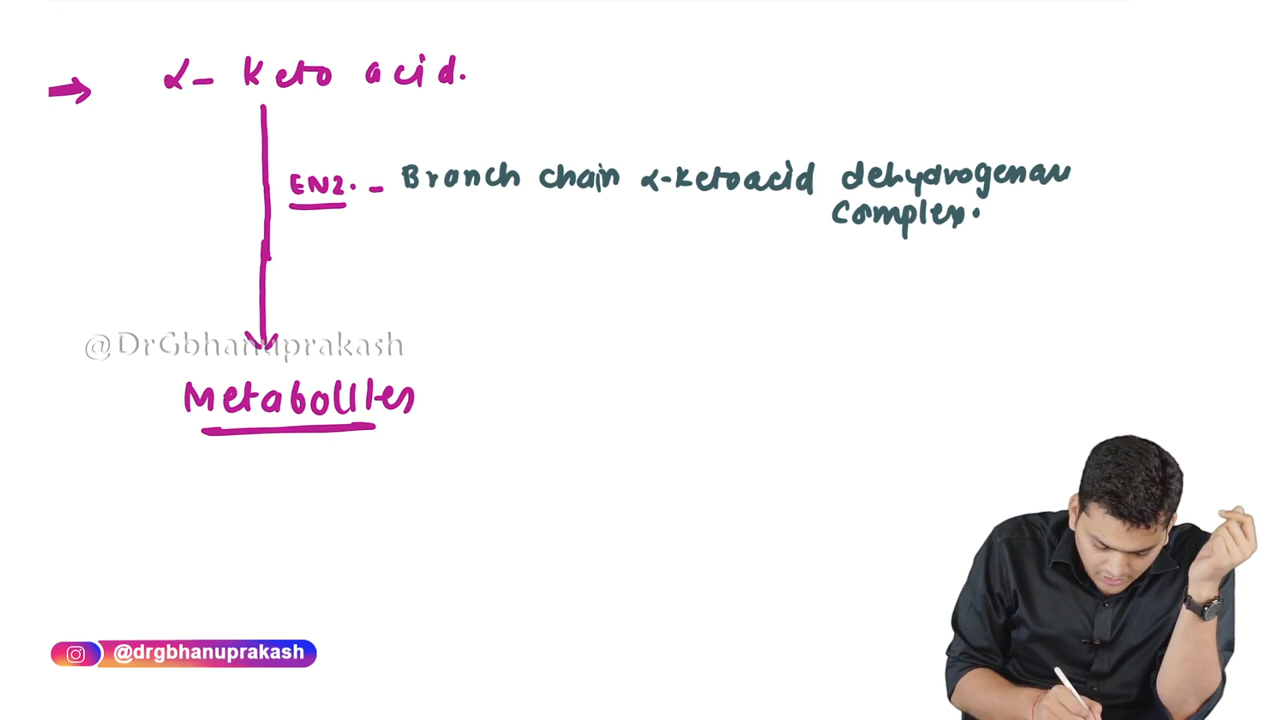 α- Keto acid.
ENZ. - Branch chain α-Ketoacid dehydrogenase
Complex.
@DrGbhanuprakash
Metabolites
@drgbhanuprakash